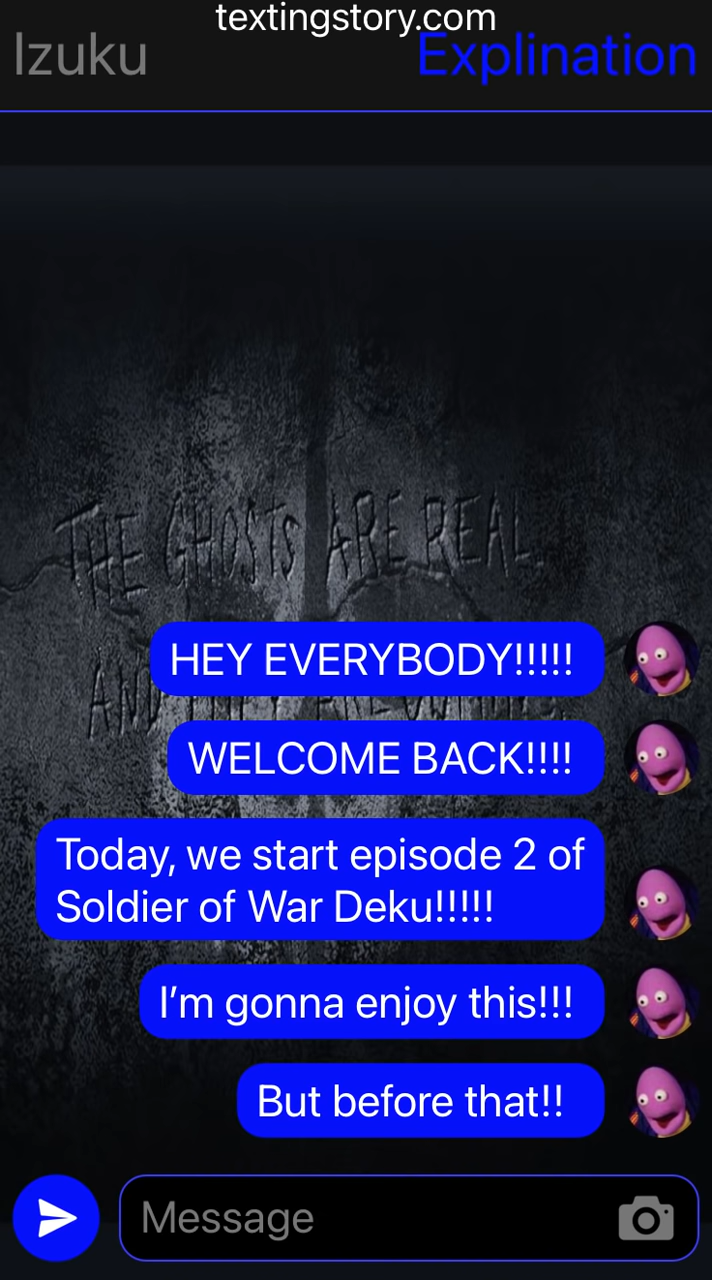 textingstory.com
Izuku
Explination
THE GHOSTS ARE REAL
HEY EVERYBODY!!!!!
AND
WELCOME BACK!!!!
Today, we start episode 2 of
Soldier of War Deku!!!!!
I’m gonna enjoy this!!!
But before that!!
Message